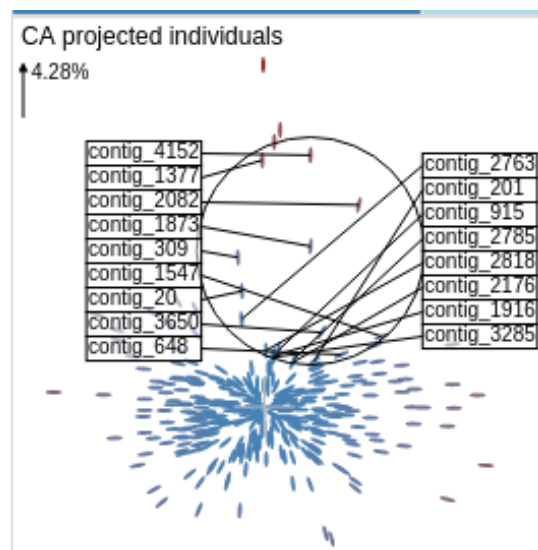 CA projected individuals
4.28%
contig_4152
contig_1377
contig_2082
contig_1873
contig_309
contig_1547
contig_20
contig_3650
contig_648
contig_2763
contig_201
contig_915
contig_2785
contig_2818
contig_2176
contig_1916
contig_3285